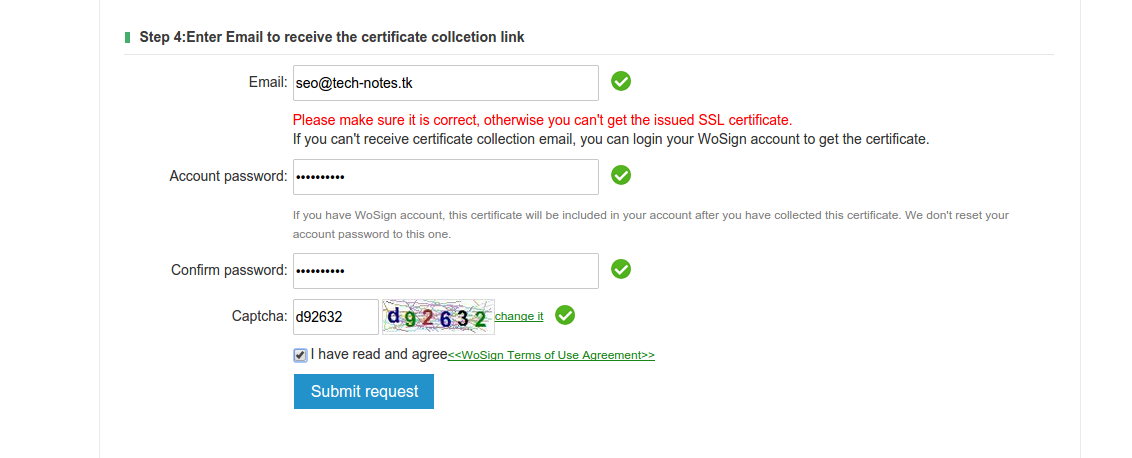 Step 4:Enter Email to receive the certificate collcetion link
Email: seo@tech-notes.tk
Please make sure it is correct, otherwise you can't get the issued SSL certificate.
If you can't receive certificate collection email, you can login your WoSign account to get the certificate.
Account password: ••••••••••
If you have WoSign account, this certificate will be included in your account after you have collected this certificate. We don't reset your
account password to this one.
Confirm password: ••••••••••
Captcha: d92632 d92632 change it
I have read and agree<<WoSign Terms of Use Agreement>>
Submit request